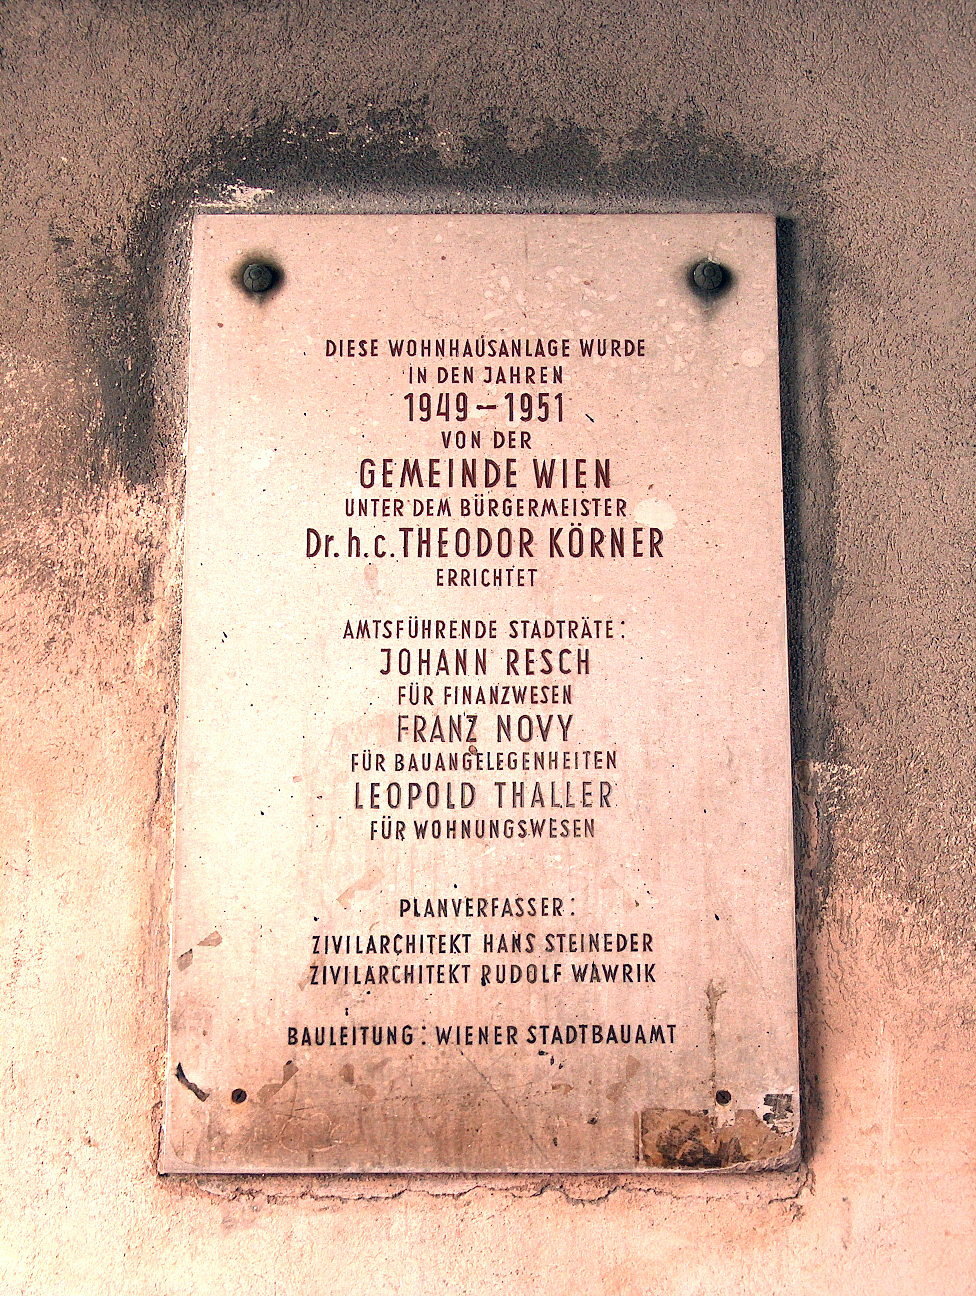 DIESE WOHNHAUSANLAGE WURDE
IN DEN JAHREN
1949-1951
VON DER
GEMEINDE WIEN
UNTER DEM BÜRGERMEISTER
Dr. h.c. THEODOR KÖRNER
ERRICHTET
AMTSFÜHRENDE STADTRÄTE:
JOHANN RESCH
FÜR FINANZWESEN
FRANZ NOVY
FÜR BAUANGELEGENHEITEN
LEOPOLD THALLER
FÜR WOHNUNGSWESEN
PLANVERFASSER:
ZIVILARCHITEKT HANS STEINEDER
ZIVILARCHITEKT RUDOLF WAWRIK
BAULEITUNG: WIENER STADTBAUAMT